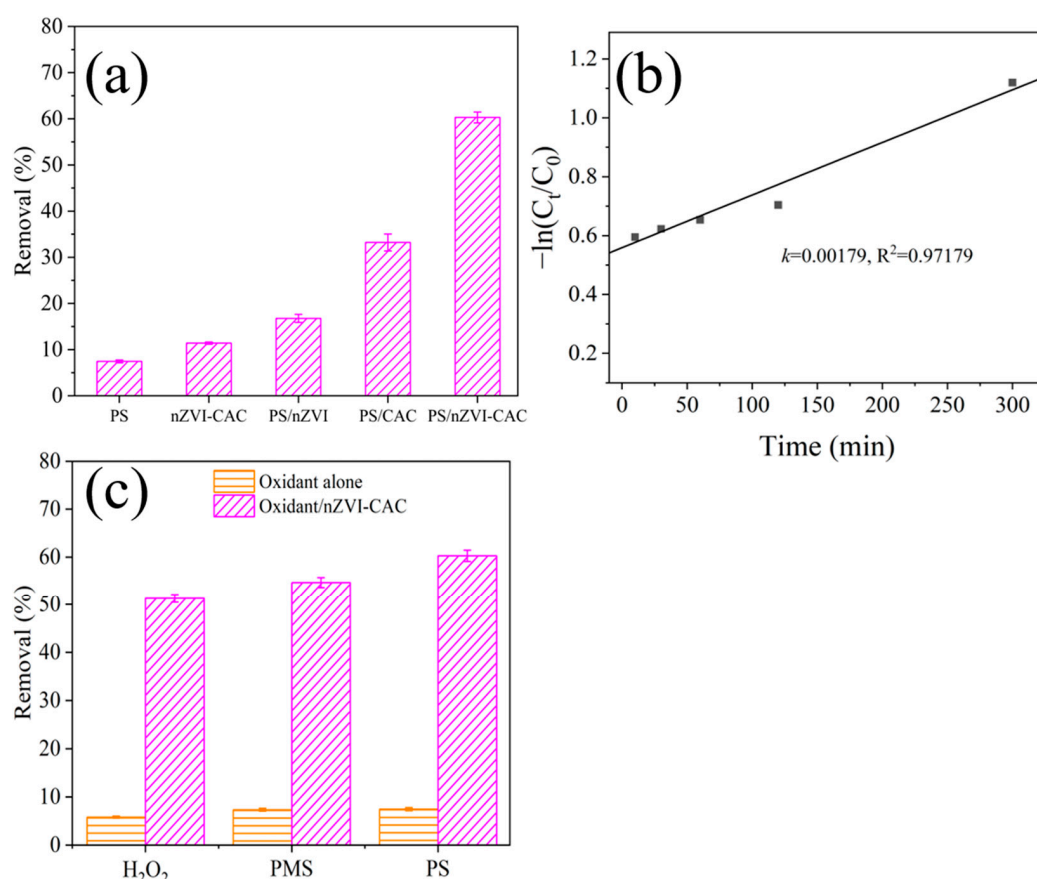 (a)
Removal (%)
80
70
60
50
40
30
20
10
0
PS nZVI-CAC PS/nZVI PS/CAC PS/nZVI-CAC
(b)
−ln(Cₜ/C₀)
1.2
1.0
0.8
0.6
0.4
0.2
k=0.00179, R²=0.97179
0 50 100 150 200 250 300
Time (min)
(c)
Oxidant alone
Oxidant/nZVI-CAC
Removal (%)
80
70
60
50
40
30
20
10
0
H₂O₂ PMS PS